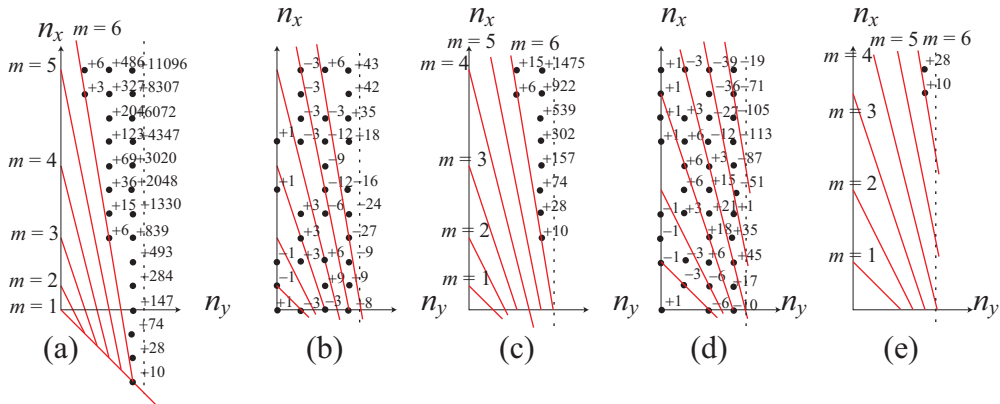 n_x
m = 6
m = 5
m = 4
m = 3
m = 2
m = 1
+6 +486 +11096
+3 +327 +8307
+204 +6072
+123 +4347
+69 +3020
+36 +2048
+15 +1330
+6 +839
+493
+284
+147
+74
+28
+10
n_y
(a)
n_x
−3 +6 +43
+42
−3 −3 +35
+1 −3 −12 +18
−9
+1 −12 −16
+3 −6 −24
+3 −27
−1 +6 −9
−1 +9 +9
+1 −3 −3 −8
n_y
(b)
n_x
m = 5
m = 6
m = 4
m = 3
m = 2
m = 1
+15 +1475
+6 +922
+539
+302
+157
+74
+28
+10
n_y
(c)
n_x
+1 −3 −39 −19
+1 −36 −71
+1 +3 −27 −105
+1 +6 −12 −113
+6 +3 −87
+6 +15 −51
−1 +3 +21 +1
−1 +18 +35
−1 −3 −6 +45
−3 −6 −17
+1 −6 −10
n_y
(d)
n_x
m = 5
m = 6
m = 4
m = 3
m = 2
m = 1
+28
+10
n_y
(e)